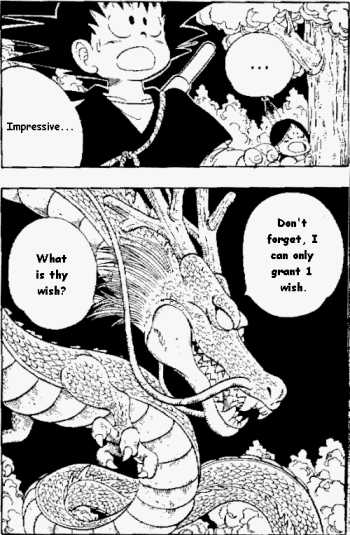 Impressive...
...
What
is thy
wish?
Don't
forget, I
can only
grant 1
wish.